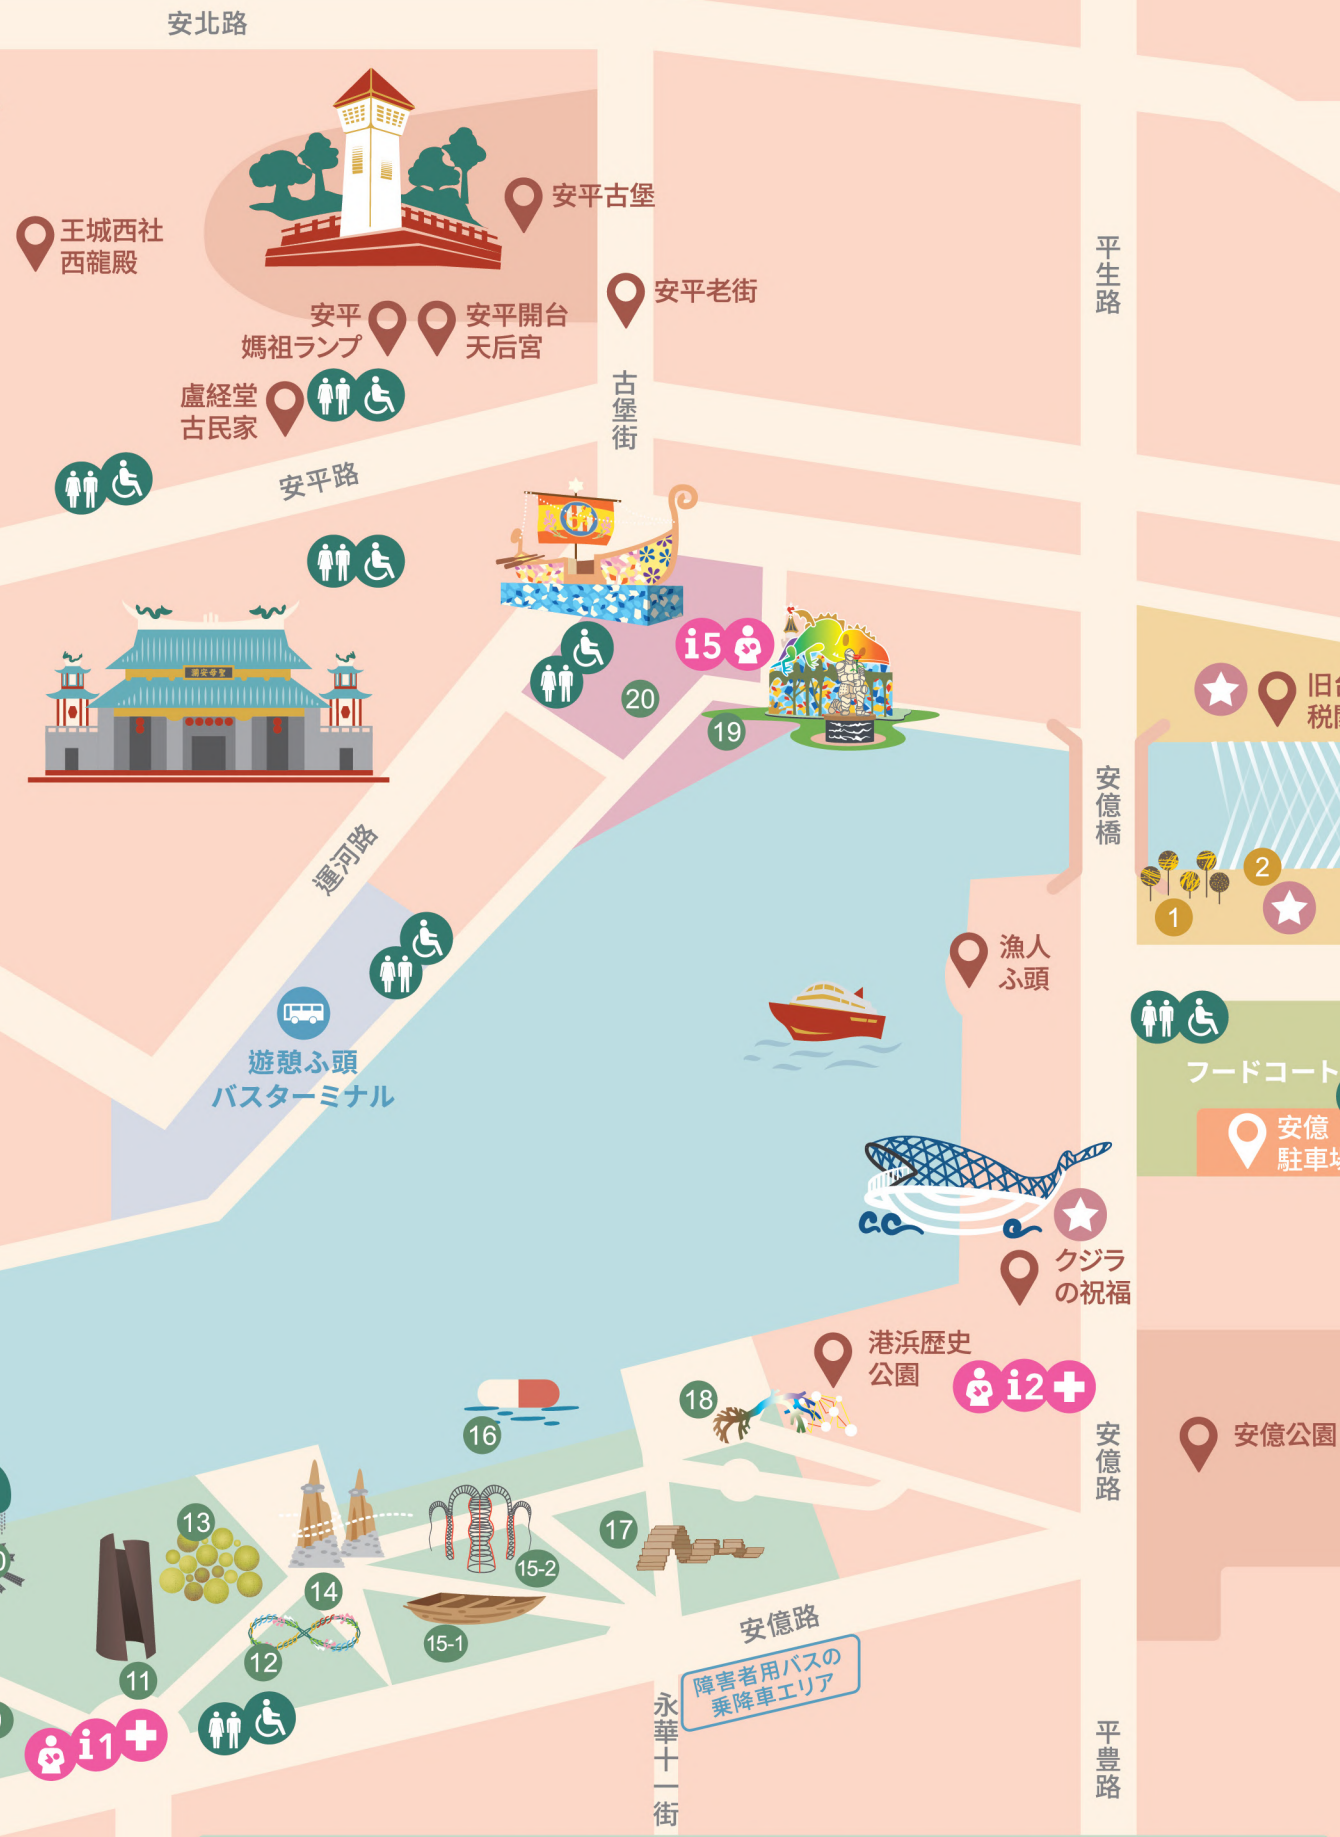 安北路
安平古堡
王城西社
西龍殿
安平老街
安平
媽祖ランプ
安平開台
天后宮
平生路
盧経堂
古民家
古堡街
安平路
i5
20
19
旧台
税関
安億橋
運河路
2
1
漁人
ふ頭
遊憩ふ頭
バスターミナル
フードコート
安億
駐車場
クジラ
の祝福
港浜歴史
公園
i2
18
16
安億公園
安億路
13
17
15-2
14
15-1
12
11
安億路
障害者用バスの
乗降車エリア
i1
永華十一街
平豊路